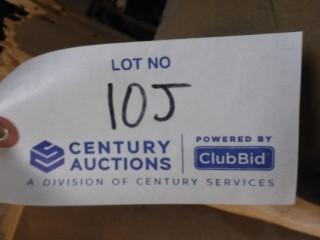 LOT NO
10J
CENTURY AUCTIONS
POWERED BY
ClubBid
A DIVISION OF CENTURY SERVICES